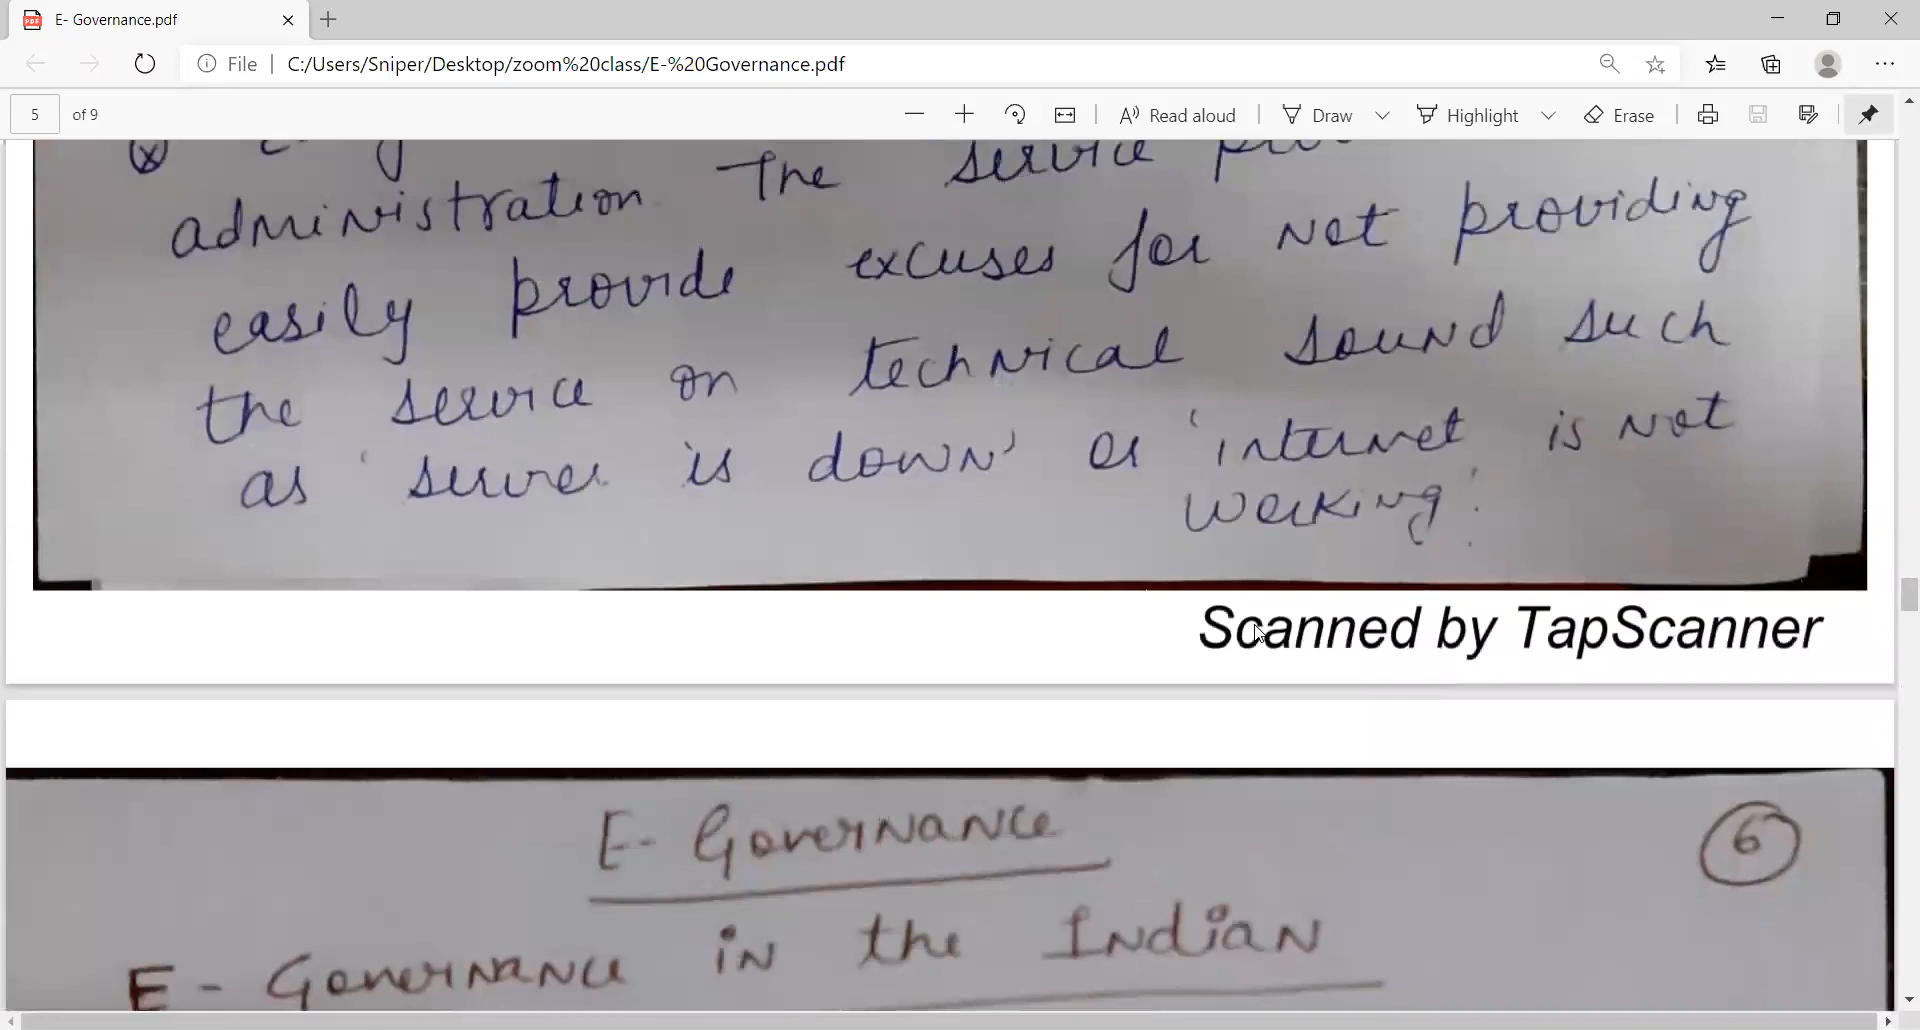 E- Governance.pdf
File
C:/Users/Sniper/Desktop/zoom%20class/E-%20Governance.pdf
5 of 9
Read aloud
Draw
Highlight
Erase
administration. The service
easily provide excuses for not providing
the service on technical sound such
as 'server is down' or 'internet is not
working'.
Scanned by TapScanner
E- Governance
6
E - Governance in the Indian